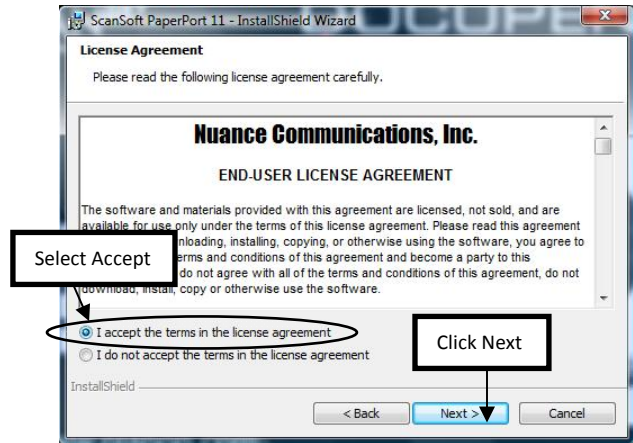 ScanSoft PaperPort 11 - InstallShield Wizard
License Agreement
Please read the following license agreement carefully.
Nuance Communications, Inc.
END-USER LICENSE AGREEMENT
The software and materials provided with this agreement are licensed, not sold, and are
available for use only under the terms of this license agreement. Please read this agreement
nloading, installing, copying, or otherwise using the software, you agree to
erms and conditions of this agreement and become a party to this
do not agree with all of the terms and conditions of this agreement, do not
download, install, copy or otherwise use the software.
Select Accept
I accept the terms in the license agreement
I do not accept the terms in the license agreement
Click Next
InstallShield
< Back Next > Cancel